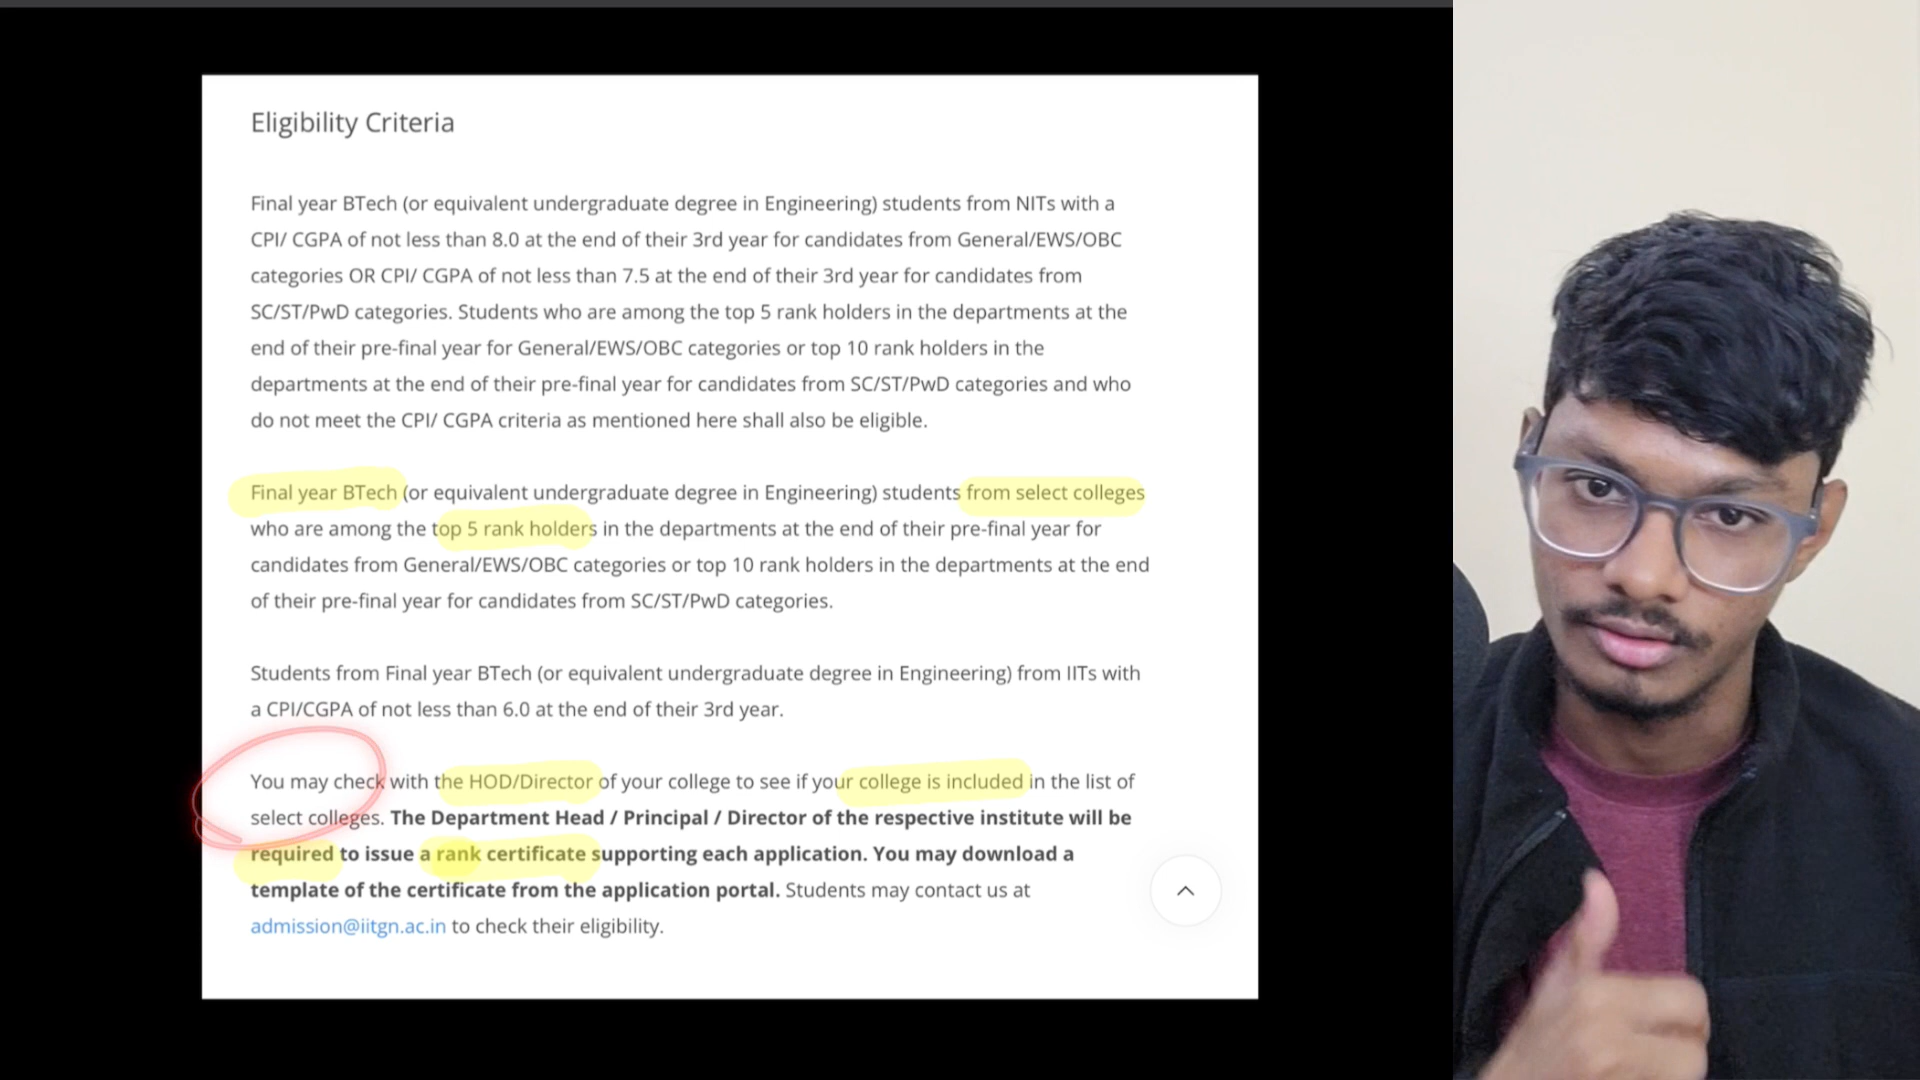 Eligibility Criteria
Final year BTech (or equivalent undergraduate degree in Engineering) students from NITs with a
CPI/ CGPA of not less than 8.0 at the end of their 3rd year for candidates from General/EWS/OBC
categories OR CPI/ CGPA of not less than 7.5 at the end of their 3rd year for candidates from
SC/ST/PwD categories. Students who are among the top 5 rank holders in the departments at the
end of their pre-final year for General/EWS/OBC categories or top 10 rank holders in the
departments at the end of their pre-final year for candidates from SC/ST/PwD categories and who
do not meet the CPI/ CGPA criteria as mentioned here shall also be eligible.
Final year BTech (or equivalent undergraduate degree in Engineering) students from select colleges
who are among the top 5 rank holders in the departments at the end of their pre-final year for
candidates from General/EWS/OBC categories or top 10 rank holders in the departments at the end
of their pre-final year for candidates from SC/ST/PwD categories.
Students from Final year BTech (or equivalent undergraduate degree in Engineering) from IITs with
a CPI/CGPA of not less than 6.0 at the end of their 3rd year.
You may check with the HOD/Director of your college to see if your college is included in the list of
select colleges. The Department Head / Principal / Director of the respective institute will be
required to issue a rank certificate supporting each application. You may download a
template of the certificate from the application portal. Students may contact us at
admission@iitgn.ac.in to check their eligibility.